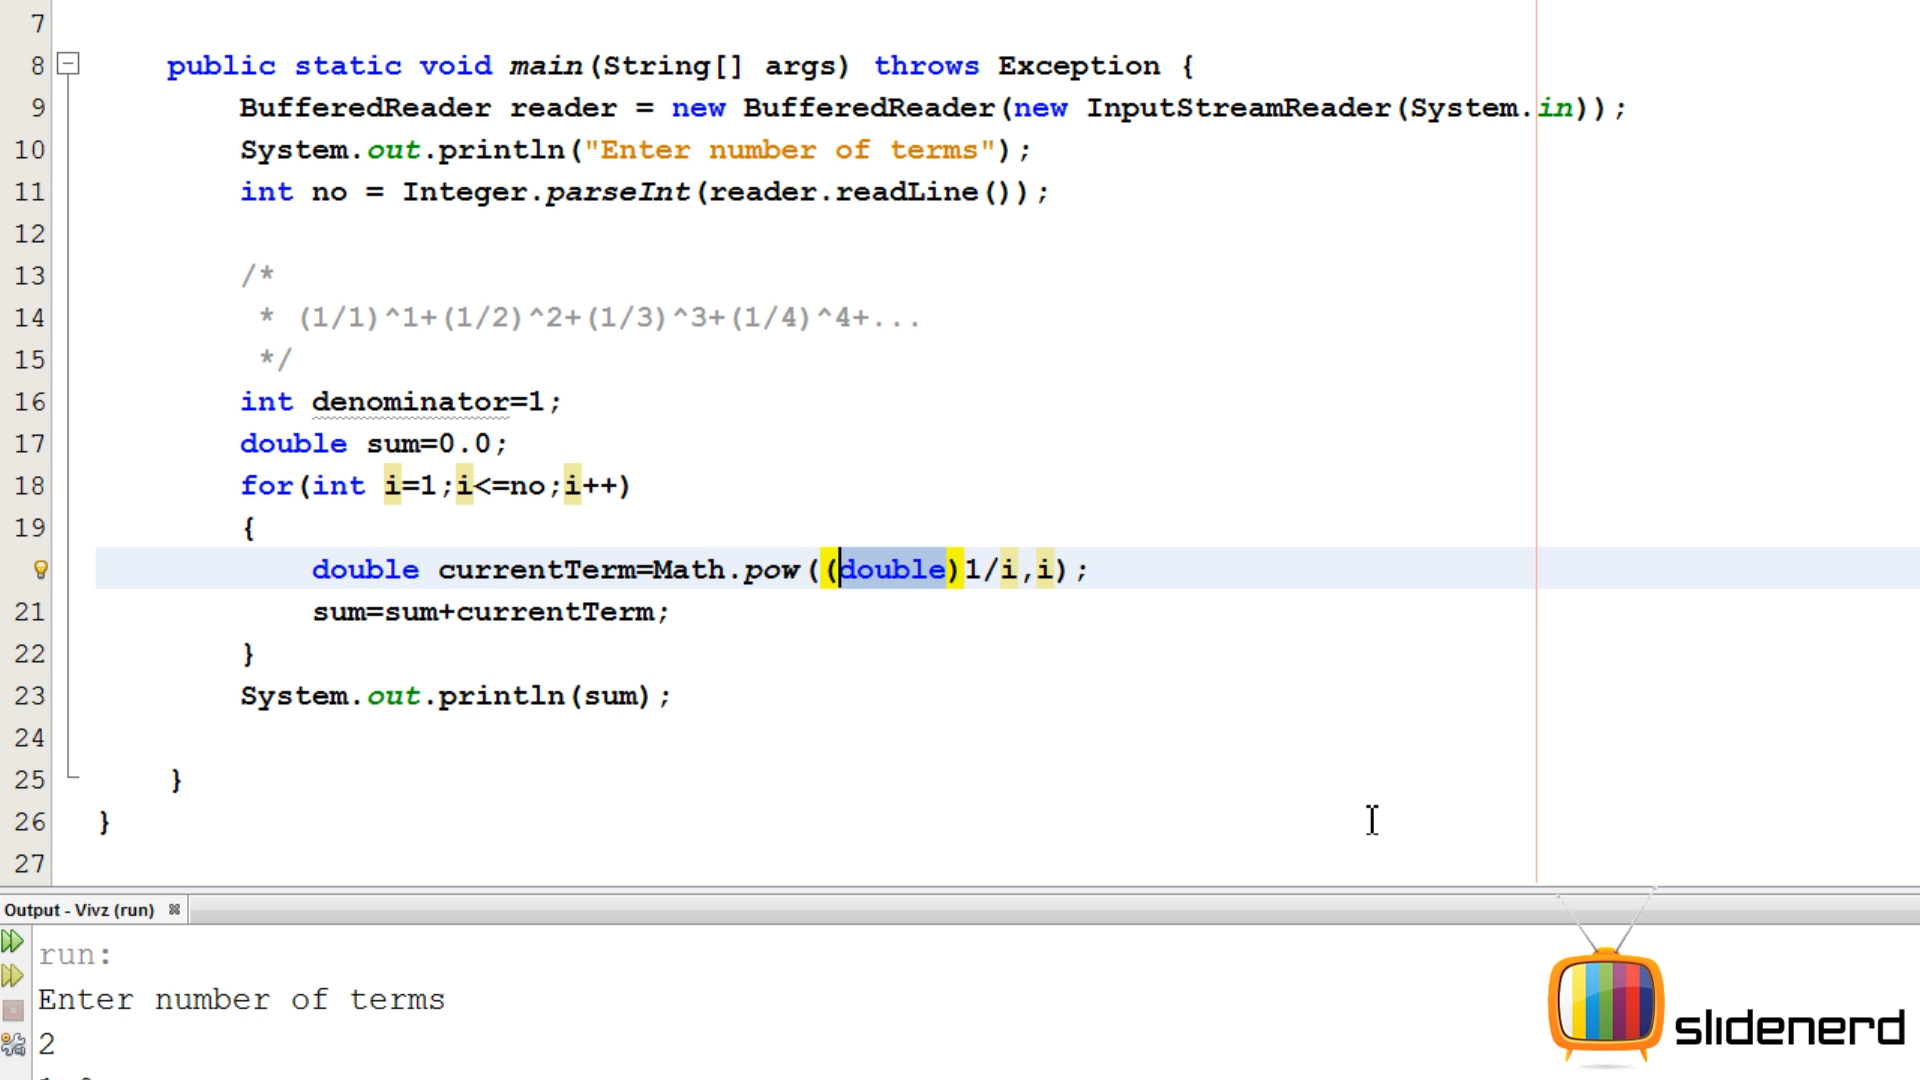 7
8 public static void main(String[] args) throws Exception {
9 BufferedReader reader = new BufferedReader(new InputStreamReader(System.in));
10 System.out.println("Enter number of terms");
11 int no = Integer.parseInt(reader.readLine());
12
13 /*
14 * (1/1)^1+(1/2)^2+(1/3)^3+(1/4)^4+...
15 */
16 int denominator=1;
17 double sum=0.0;
18 for(int i=1;i<=no;i++)
19 {
double currentTerm=Math.pow((double)1/i,i);
21 sum=sum+currentTerm;
22 }
23 System.out.println(sum);
24
25 }
26 }
27
Output - Vivz (run)
run:
Enter number of terms
2
slidenerd